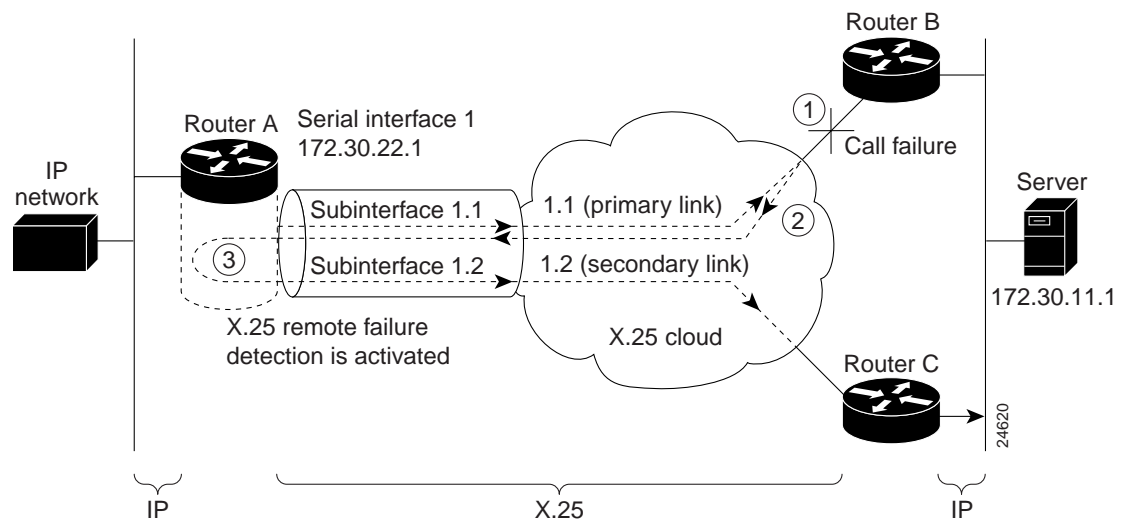 Router B
1
Call failure
Router A
Serial interface 1
172.30.22.1
IP
network
Server
Subinterface 1.1
1.1 (primary link)
2
3
Subinterface 1.2
1.2 (secondary link)
172.30.11.1
X.25 remote failure
detection is activated
X.25 cloud
Router C
24620
IP
X.25
IP